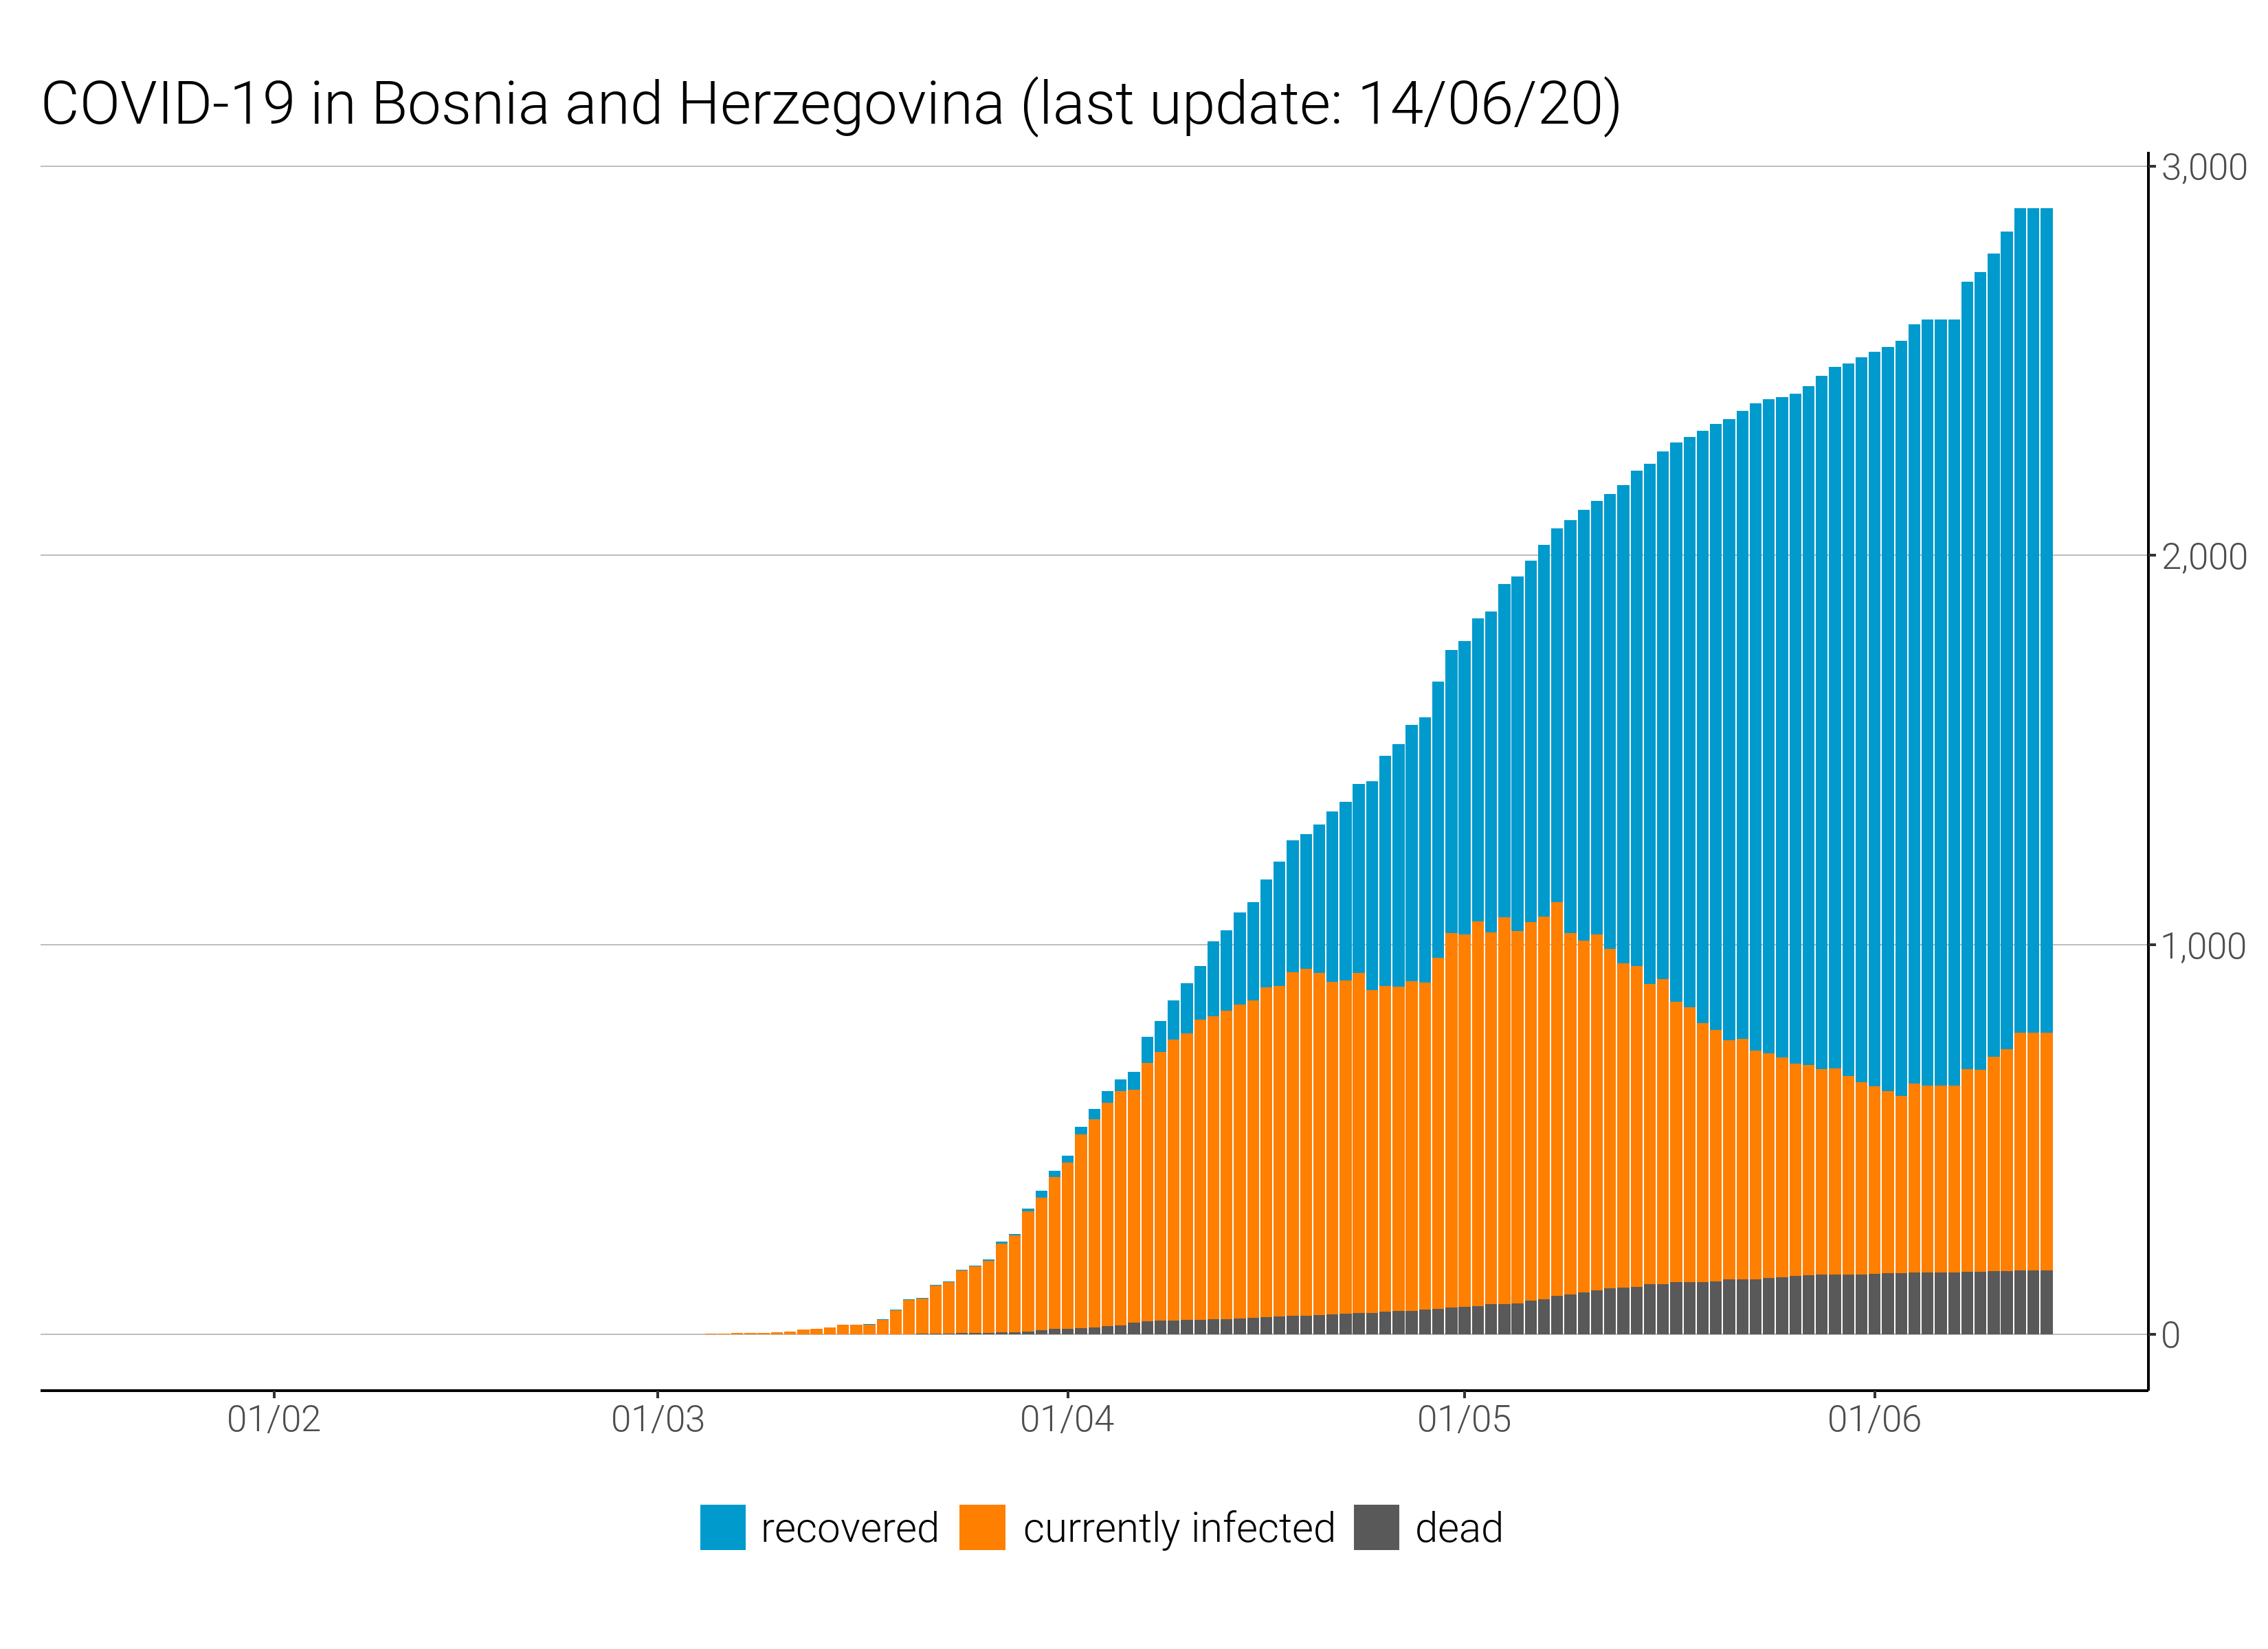 COVID-19 in Bosnia and Herzegovina (last update: 14/06/20)
3,000
2,000
1,000
0
01/02 01/03 01/04 01/05 01/06
recovered currently infected dead